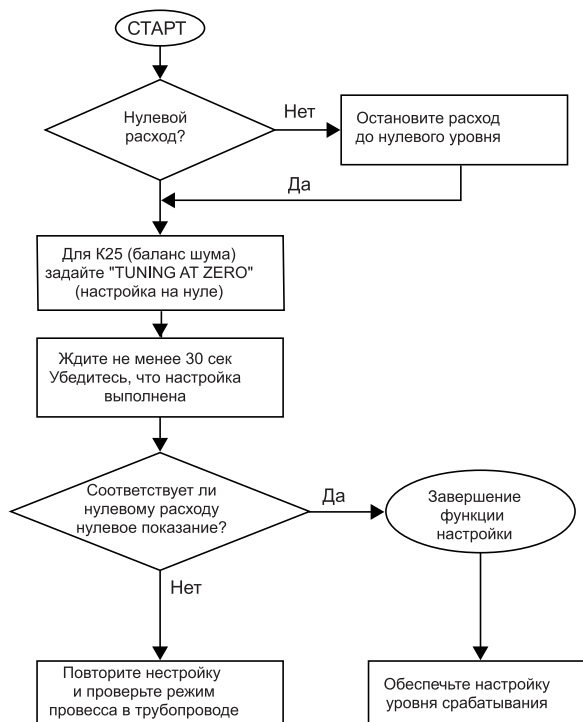 СТАРТ
Нулевой
расход?
Нет
Остановите расход
до нулевого уровня
Да
Для К25 (баланс шума)
задайте "TUNING AT ZERO"
(настройка на нуле)
Ждите не менее 30 сек
Убедитесь, что настройка
выполнена
Соответствует ли
нулевому расходу
нулевое показание?
Да
Завершение
функции
настройки
Нет
Повторите нестройку
и проверьте режим
провесса в трубопроводе
Обеспечьте настройку
уровня срабатывания